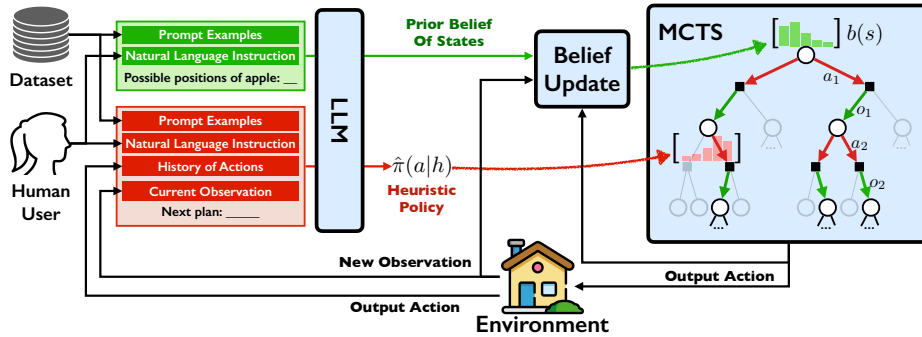 Dataset
Human
User
Prompt Examples
Natural Language Instruction
Possible positions of apple: __
Prompt Examples
Natural Language Instruction
History of Actions
Current Observation
Next plan: _____
LLM
Prior Belief
Of States
π̂(a|h)
Heuristic
Policy
Belief
Update
MCTS
[ ] b(s)
a₁
o₁
a₂
[ ]
o₂
...
...
...
...
New Observation
Output Action
Output Action
Environment